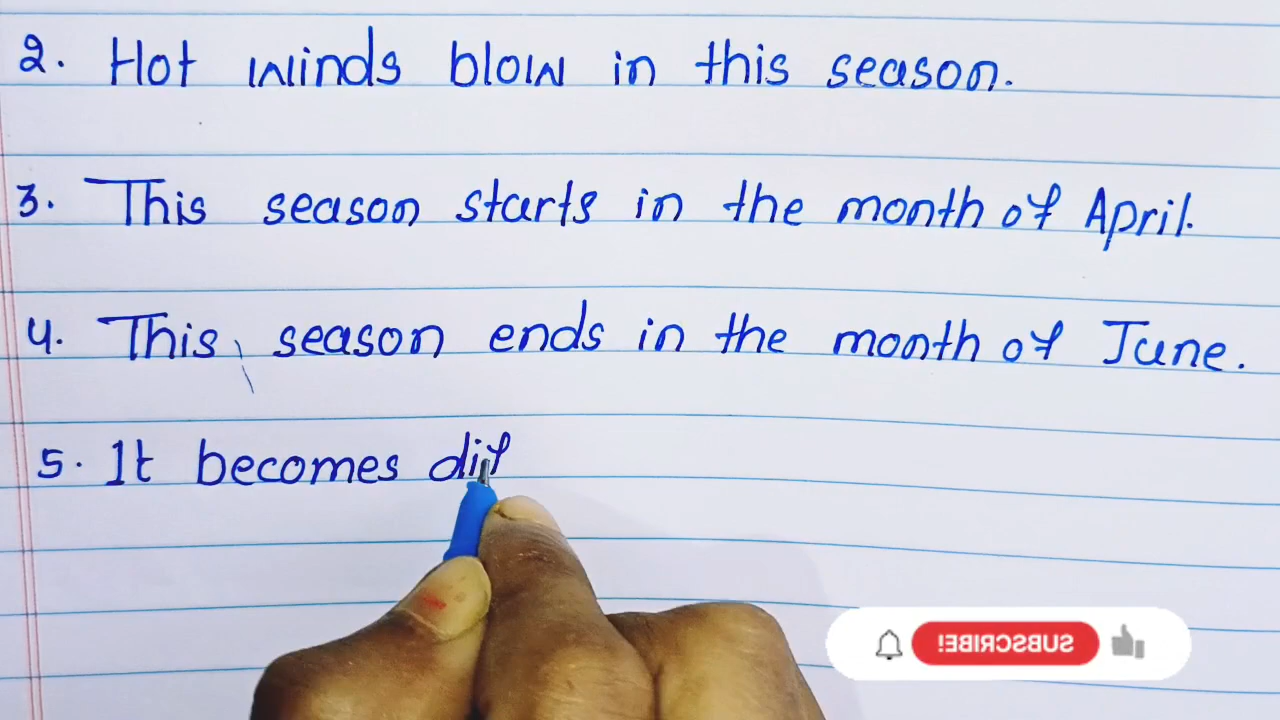 2. Hot winds blow in this season.
3. This season starts in the month of April.
4. This season ends in the month of June.
5. It becomes dif
SUBSCRIBE!